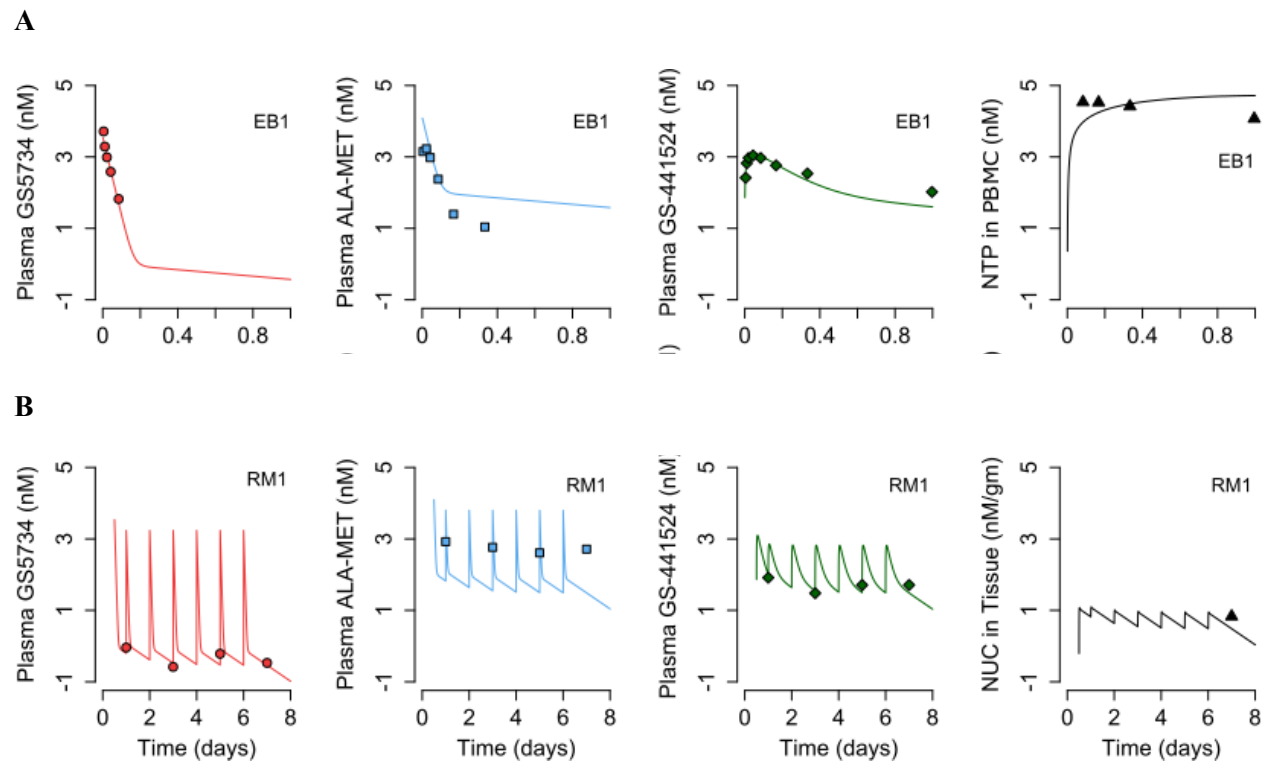 A
Plasma GS5734 (nM)
5
3
1
-1
EB1
0
0.4
0.8
Plasma ALA-MET (nM)
5
3
1
-1
EB1
0
0.4
0.8
Plasma GS-441524 (nM)
5
3
1
-1
EB1
0
0.4
0.8
NTP in PBMC (nM)
5
3
1
-1
EB1
0
0.4
0.8
B
Plasma GS5734 (nM)
5
3
1
-1
RM1
0 2 4 6 8
Time (days)
Plasma ALA-MET (nM)
5
3
1
-1
RM1
0 2 4 6 8
Time (days)
Plasma GS-441524 (nM)
5
3
1
-1
RM1
0 2 4 6 8
Time (days)
NUC in Tissue (nM/gm)
5
3
1
-1
RM1
0 2 4 6 8
Time (days)